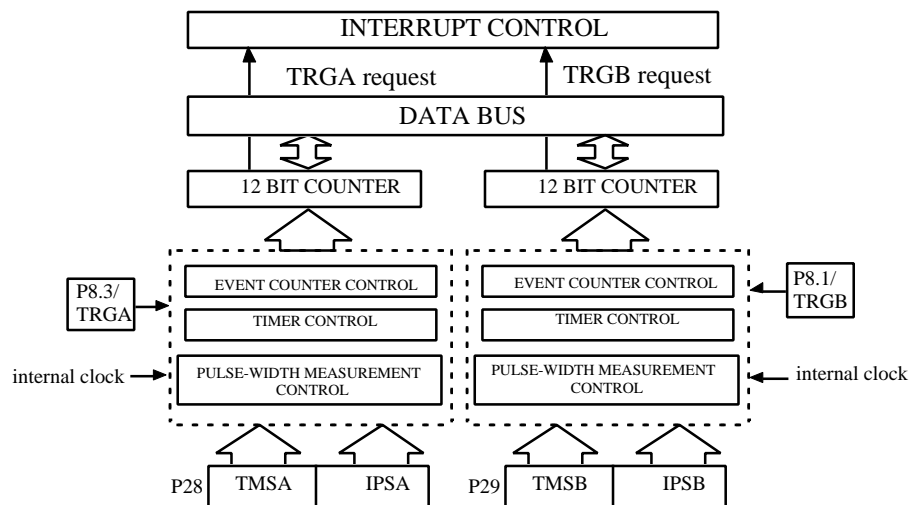 INTERRUPT CONTROL
TRGA request
TRGB request
DATA BUS
12 BIT COUNTER
12 BIT COUNTER
EVENT COUNTER CONTROL
EVENT COUNTER CONTROL
P8.3/
TRGA
P8.1/
TRGB
TIMER CONTROL
TIMER CONTROL
internal clock
PULSE-WIDTH MEASUREMENT
CONTROL
PULSE-WIDTH MEASUREMENT
CONTROL
internal clock
P28
TMSA
IPSA
P29
TMSB
IPSB